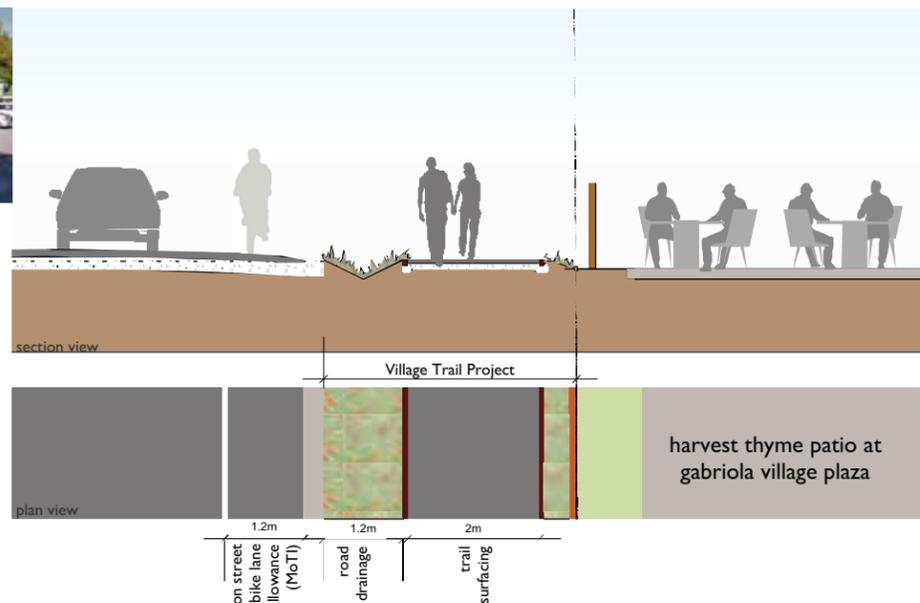 section view
Village Trail Project
harvest thyme patio at
gabriola village plaza
plan view
1.2m
1.2m
2m
on street
bike lane
llowance
(MoTI)
road
drainage
trail
surfacing